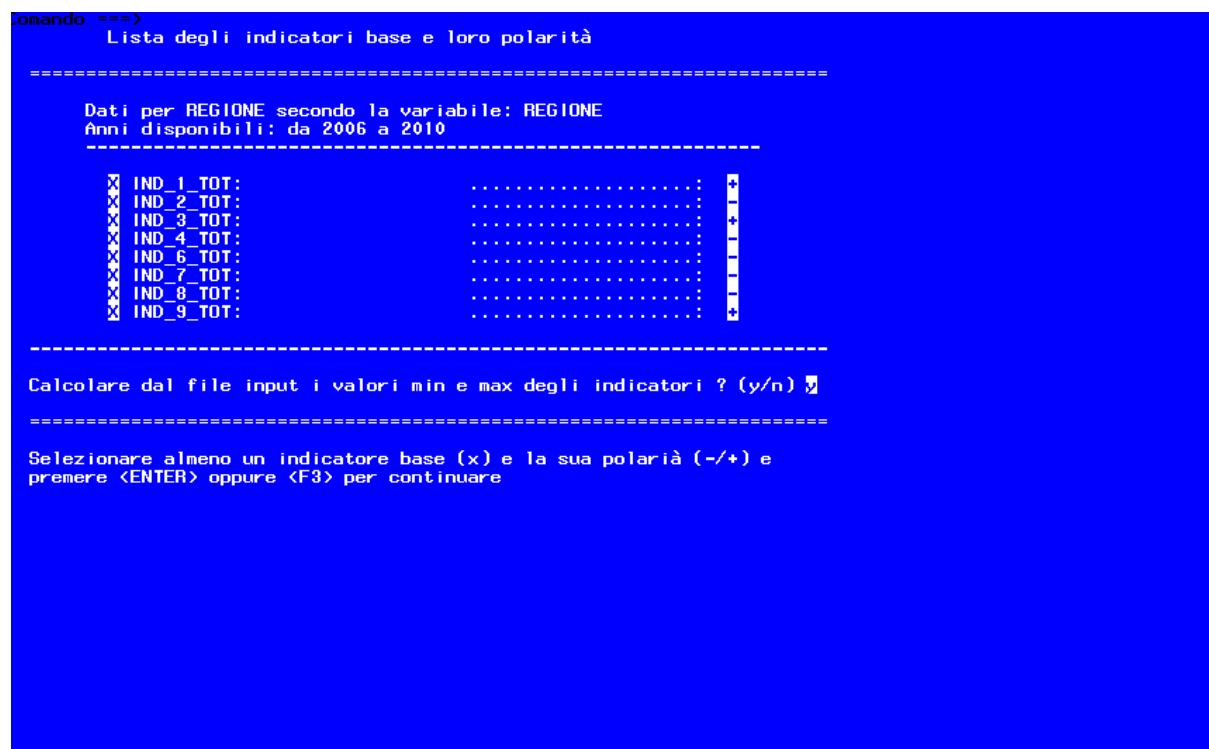 Comando ===>
Lista degli indicatori base e loro polarità
=======================================================================
Dati per REGIONE secondo la variabile: REGIONE
Anni disponibili: da 2006 a 2010
------------------------------------------------------------
X IND_1_TOT: ....................: +
X IND_2_TOT: ....................: -
X IND_3_TOT: ....................: +
X IND_4_TOT: ....................: -
X IND_6_TOT: ....................: -
X IND_7_TOT: ....................: -
X IND_8_TOT: ....................: -
X IND_9_TOT: ....................: +
-----------------------------------------------------------------------
Calcolare dal file input i valori min e max degli indicatori ? (y/n) y
=======================================================================
Selezionare almeno un indicatore base (x) e la sua polarià (-/+) e
premere <ENTER> oppure <F3> per continuare